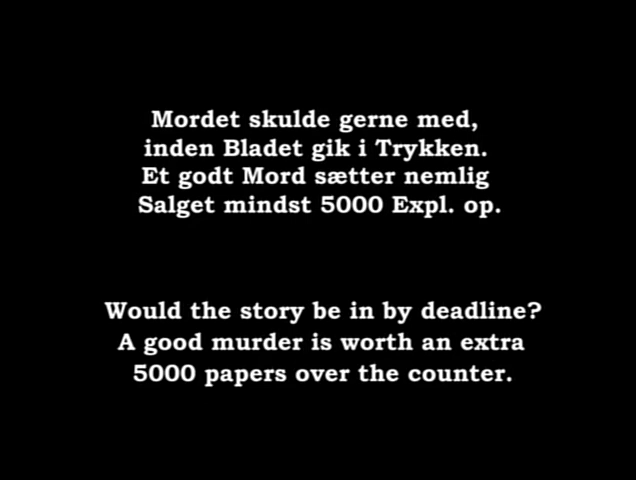 Mordet skulde gerne med,
inden Bladet gik i Trykken.
Et godt Mord sætter nemlig
Salget mindst 5000 Expl. op.
Would the story be in by deadline?
A good murder is worth an extra
5000 papers over the counter.